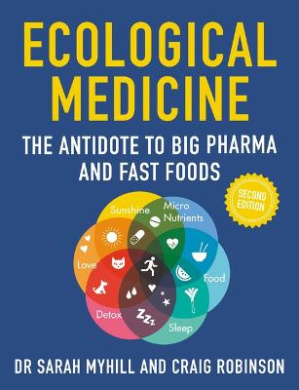 ECOLOGICAL
MEDICINE
THE ANTIDOTE TO BIG PHARMA
AND FAST FOODS
SECOND
EDITION
Sunshine
Micro
Nutrients
Love
Food
Detox
Sleep
ZZZ
DR SARAH MYHILL AND CRAIG ROBINSON